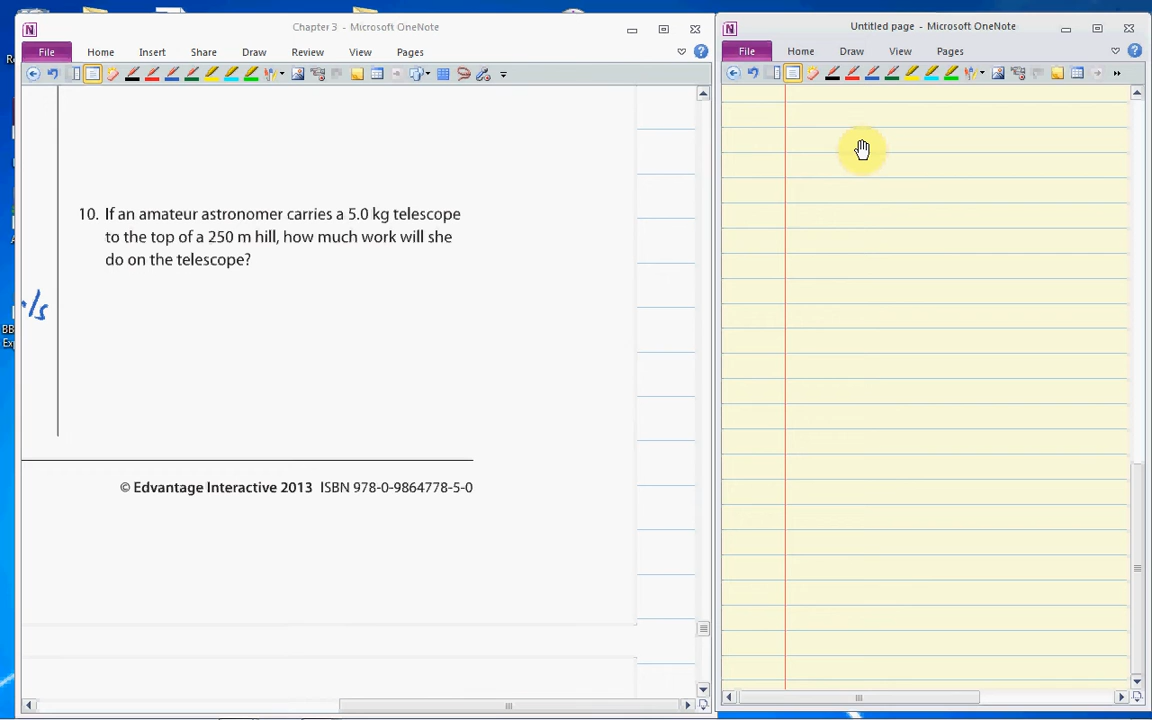 Chapter 3 - Microsoft OneNote
File Home Insert Share Draw Review View Pages
10. If an amateur astronomer carries a 5.0 kg telescope
to the top of a 250 m hill, how much work will she
do on the telescope?
/s
© Edvantage Interactive 2013 ISBN 978-0-9864778-5-0
Untitled page - Microsoft OneNote
File Home Draw View Pages